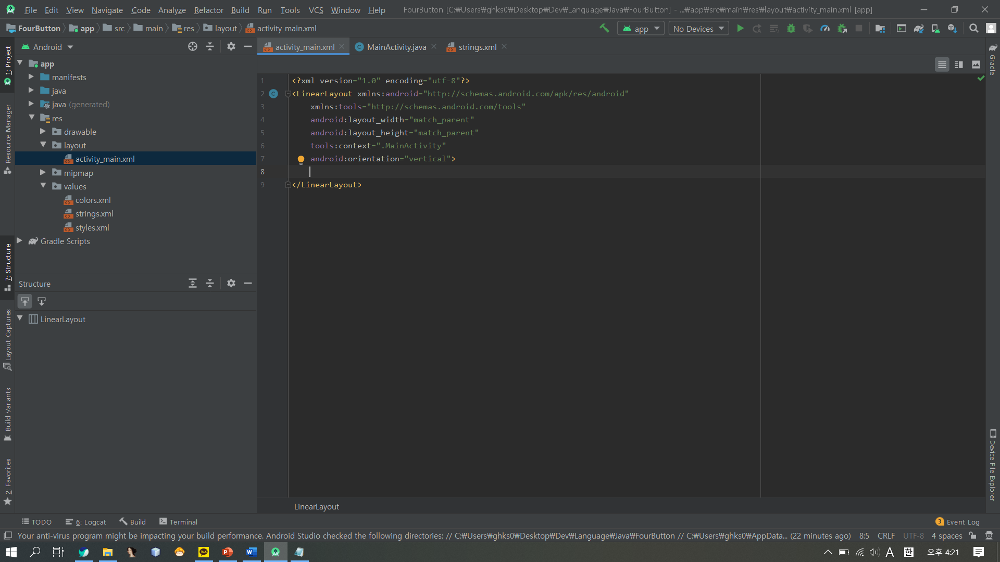 File Edit View Navigate Code Analyze Refactor Build Run Tools VCS Window Help FourButton [C:₩Users₩ghks0₩Desktop₩Dev₩Language₩Java₩FourButton] - ...₩app₩src₩main₩res₩layout₩activity_main.xml [app]
FourButton app src main res layout activity_main.xml app No Devices
Android activity_main.xml MainActivity.java strings.xml
1: Project
Resource Manager
7: Structure
Layout Captures
Build Variants
2: Favorites
app
manifests
java
java (generated)
res
drawable
layout
activity_main.xml
mipmap
values
colors.xml
strings.xml
styles.xml
Gradle Scripts
Structure
LinearLayout
1 <?xml version="1.0" encoding="utf-8"?>
2 <LinearLayout xmlns:android="http://schemas.android.com/apk/res/android"
3 xmlns:tools="http://schemas.android.com/tools"
4 android:layout_width="match_parent"
5 android:layout_height="match_parent"
6 tools:context=".MainActivity"
7 android:orientation="vertical">
8
9 </LinearLayout>
LinearLayout
Gradle
Device File Explorer
TODO 6: Logcat Build Terminal 3 Event Log
Your anti-virus program might be impacting your build performance. Android Studio checked the following directories: // C:₩Users₩ghks0₩Desktop₩Dev₩Language₩Java₩FourButton // C:₩Users₩ghks0₩AppData... (22 minutes ago) 8:5 CRLF UTF-8 4 spaces
TALK P W A 한 오후 4:21